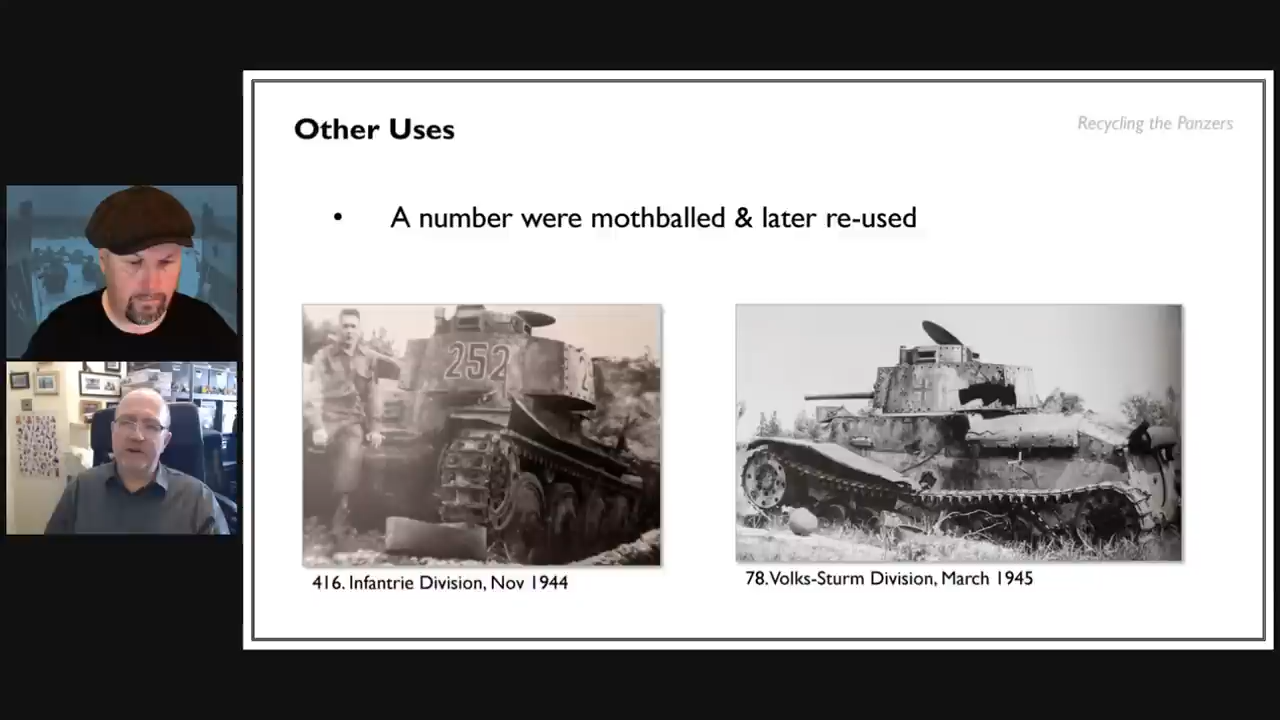 Other Uses
Recycling the Panzers
• A number were mothballed & later re-used
252
416. Infantrie Division, Nov 1944
78.Volks-Sturm Division, March 1945